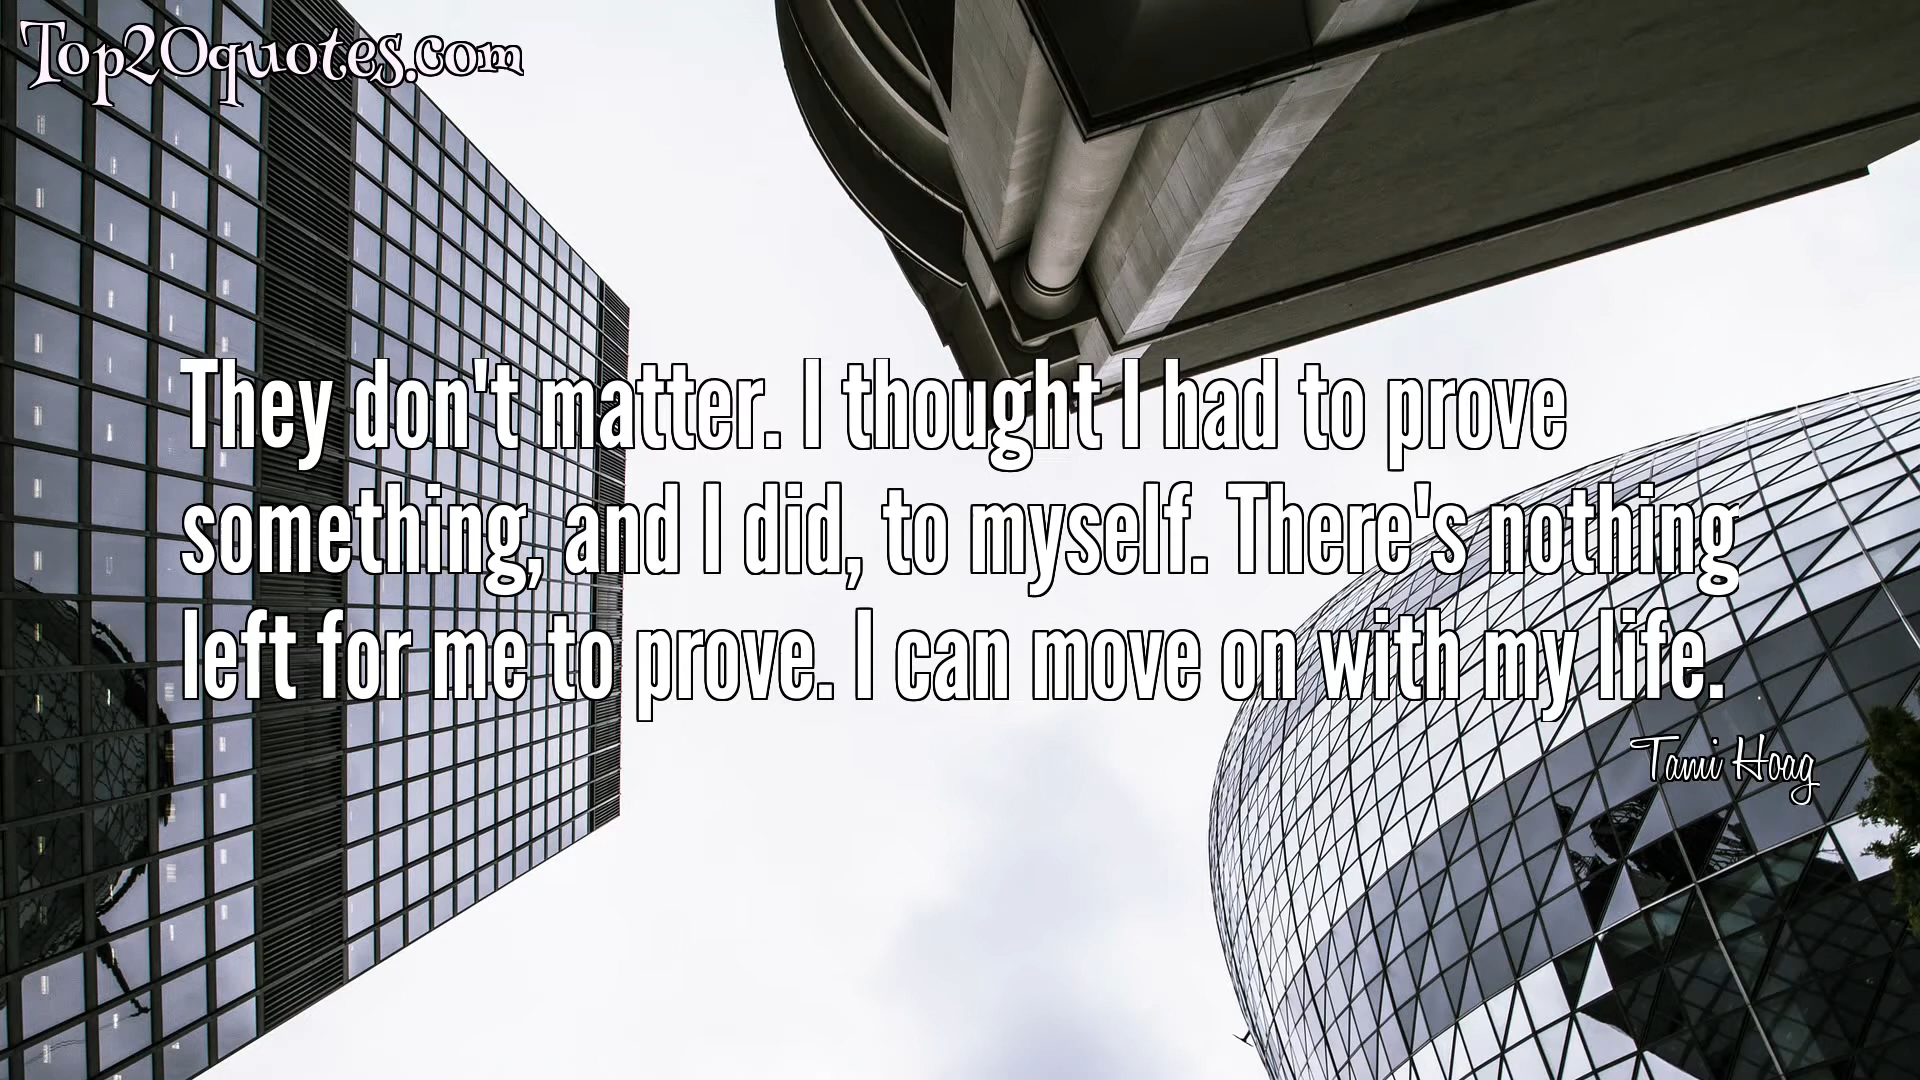 Top20quotes.com
They don't matter. I thought I had to prove
something, and I did, to myself. There's nothing
left for me to prove. I can move on with my life.
Tami Hoag